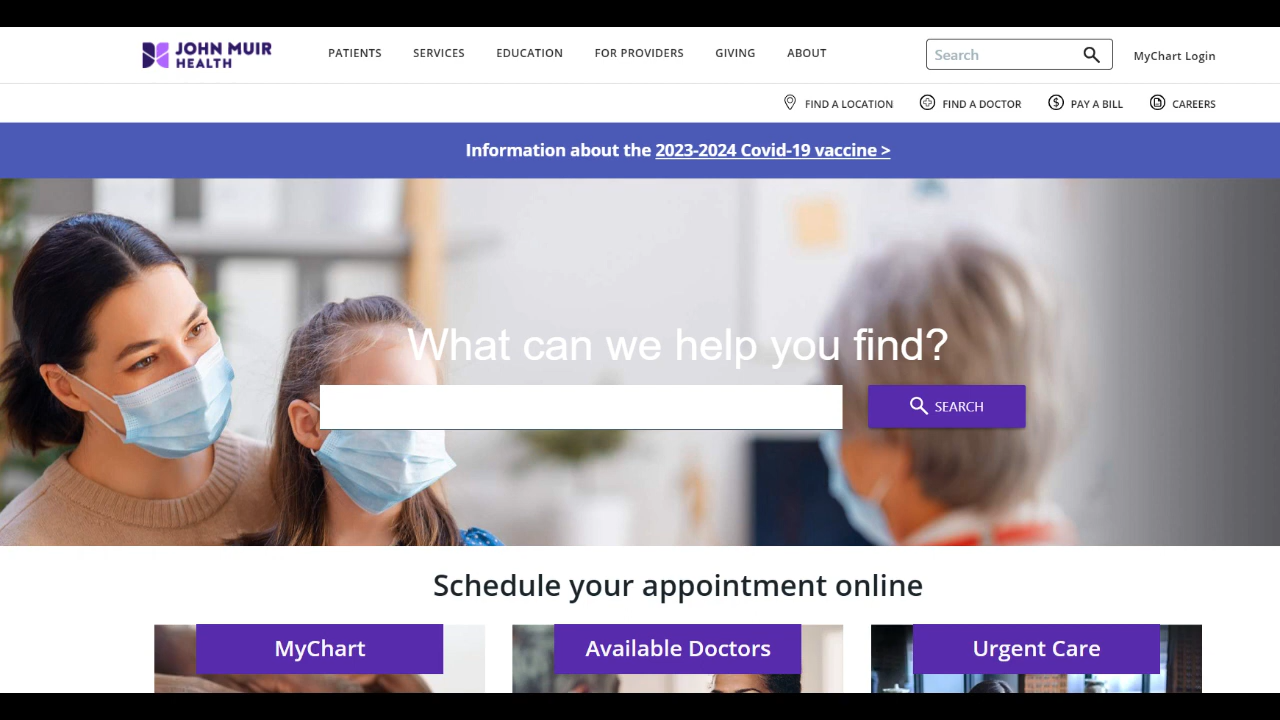 JOHN MUIR
HEALTH
PATIENTS SERVICES EDUCATION FOR PROVIDERS GIVING ABOUT
Search
MyChart Login
FIND A LOCATION FIND A DOCTOR PAY A BILL CAREERS
Information about the 2023-2024 Covid-19 vaccine >
What can we help you find?
SEARCH
Schedule your appointment online
MyChart Available Doctors Urgent Care